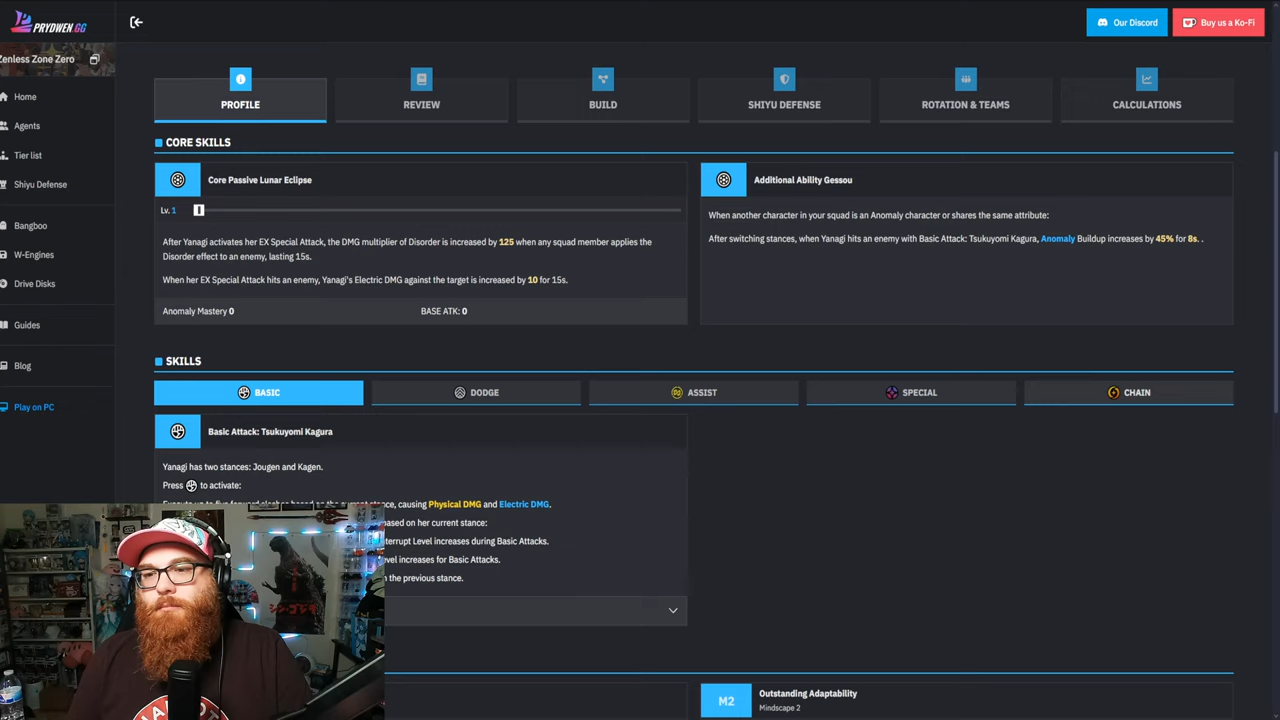 PRYDWEN.GG
Our Discord
Buy us a Ko-Fi
Zenless Zone Zero
Home
Agents
Tier list
Shiyu Defense
Bangboo
W-Engines
Drive Disks
Guides
Blog
Play on PC
PROFILE
REVIEW
BUILD
SHIYU DEFENSE
ROTATION & TEAMS
CALCULATIONS
CORE SKILLS
Core Passive Lunar Eclipse
Lv. 1
After Yanagi activates her EX Special Attack, the DMG multiplier of Disorder is increased by 125 when any squad member applies the
Disorder effect to an enemy, lasting 15s.
When her EX Special Attack hits an enemy, Yanagi's Electric DMG against the target is increased by 10 for 15s.
Anomaly Mastery 0
BASE ATK: 0
Additional Ability Gessou
When another character in your squad is an Anomaly character or shares the same attribute:
After switching stances, when Yanagi hits an enemy with Basic Attack: Tsukuyomi Kagura, Anomaly Buildup increases by 45% for 8s. .
SKILLS
BASIC
DODGE
ASSIST
SPECIAL
CHAIN
Basic Attack: Tsukuyomi Kagura
Yanagi has two stances: Jougen and Kagen.
Press to activate:
causing Physical DMG and Electric DMG.
ased on her current stance:
terrupt Level increases during Basic Attacks.
evel increases for Basic Attacks.
the previous stance.
M2
Outstanding Adaptability
Mindscape 2
シン・ゴジラ